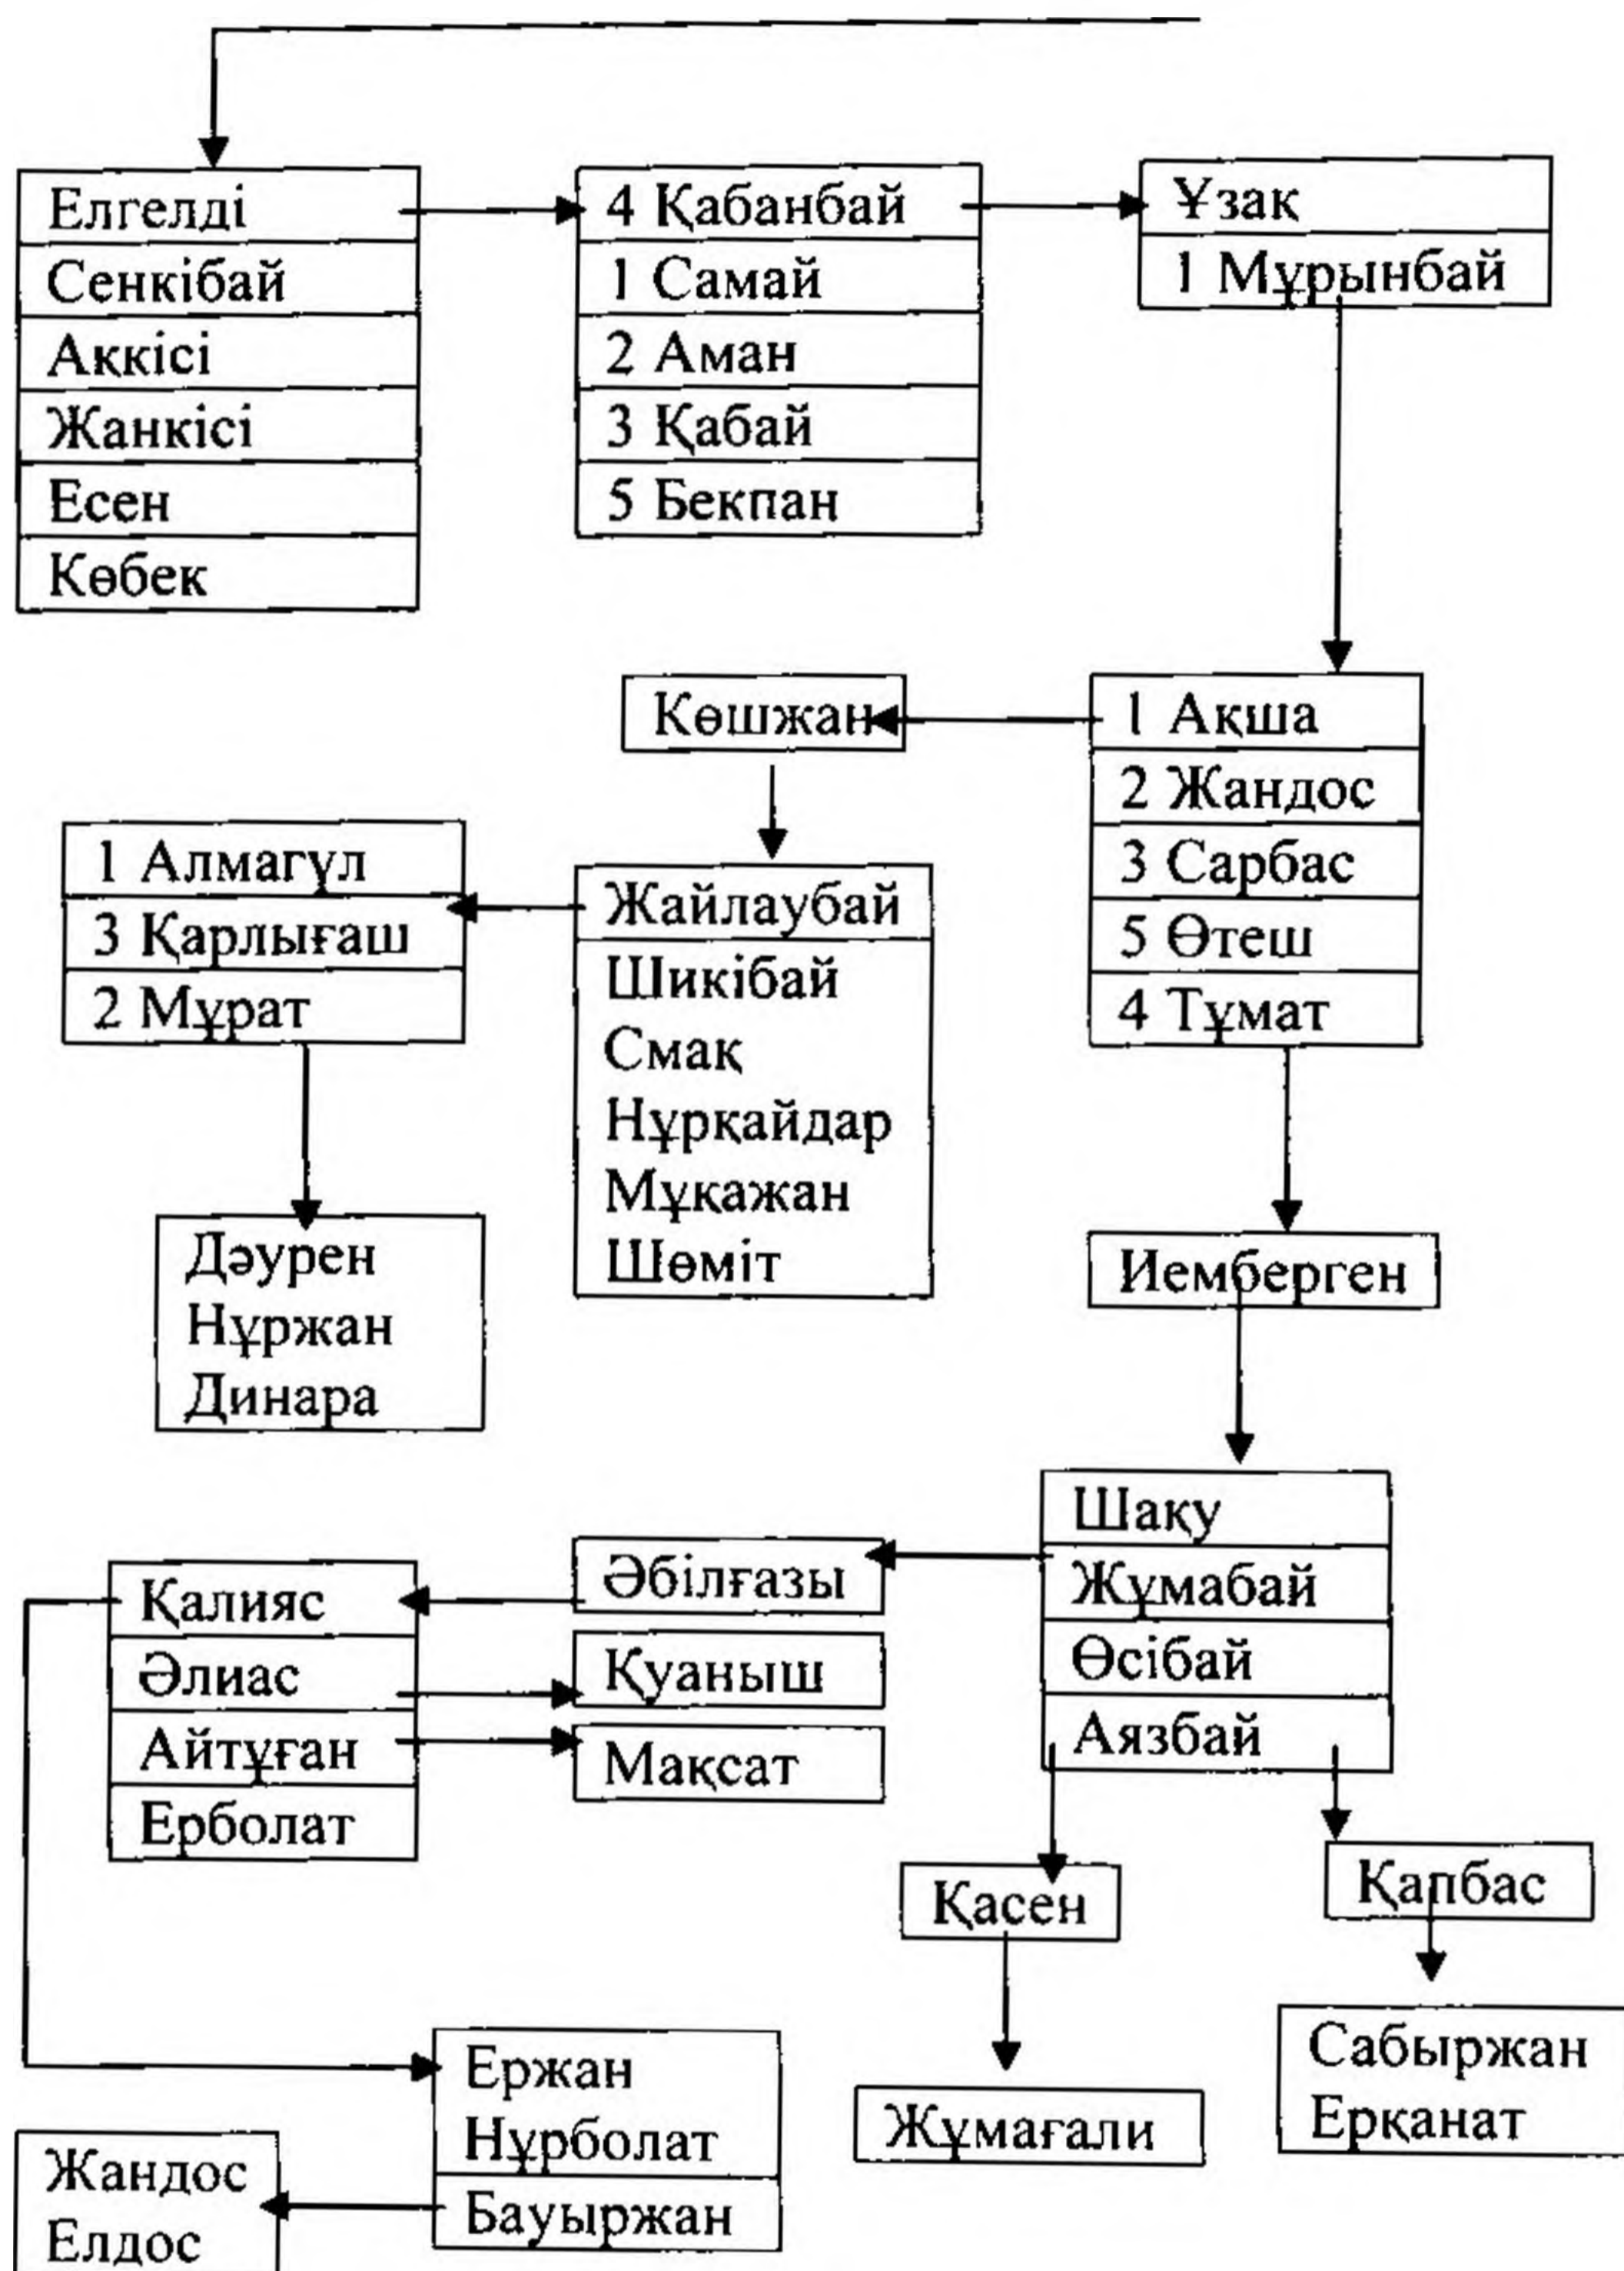 Елгелді
Сенкібай
Аққісі
Жанкісі
Есен
Көбек
4 Қабанбай
1 Самай
2 Аман
3 Қабай
5 Бекпан
Ұзақ
1 Мұрынбай
Көшжан
1 Ақша
2 Жандос
3 Сарбас
5 Өтеш
4 Тұмат
1 Алмагүл
3 Қарлығаш
2 Мұрат
Жайлаубай
Шикібай
Смақ
Нұрқайдар
Мұқажан
Шөміт
Дәурен
Нұржан
Динара
Иемберген
Шақу
Жұмабай
Өсібай
Аязбай
Әбілғазы
Қуаныш
Мақсат
Қалияс
Әлиас
Айтұған
Ерболат
Қасен
Қапбас
Сабыржан
Ерқанат
Жұмағали
Ержан
Нұрболат
Бауыржан
Жандос
Елдос